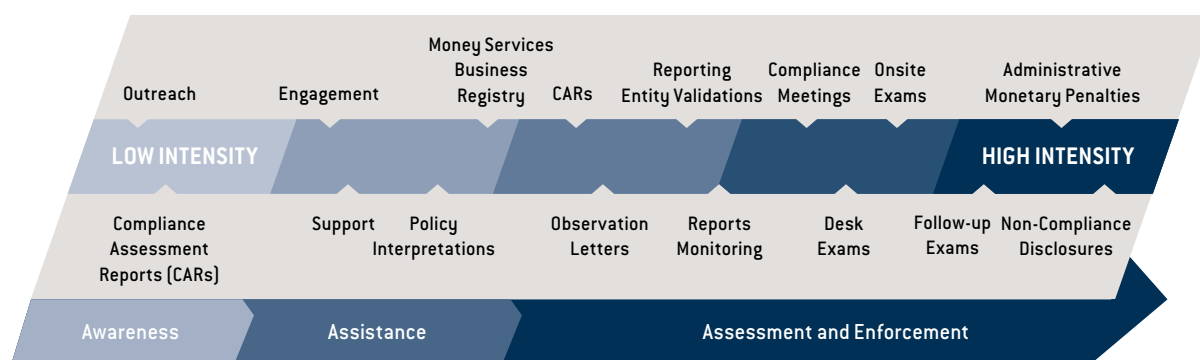 Money Services
Business
Registry
Outreach
Engagement
CARs
Reporting
Entity Validations
Compliance
Meetings
Onsite
Exams
Administrative
Monetary Penalties
LOW INTENSITY
HIGH INTENSITY
Compliance
Assessment
Reports (CARs)
Support
Policy
Interpretations
Observation
Letters
Reports
Monitoring
Desk
Exams
Follow-up
Exams
Non-Compliance
Disclosures
Awareness
Assistance
Assessment and Enforcement